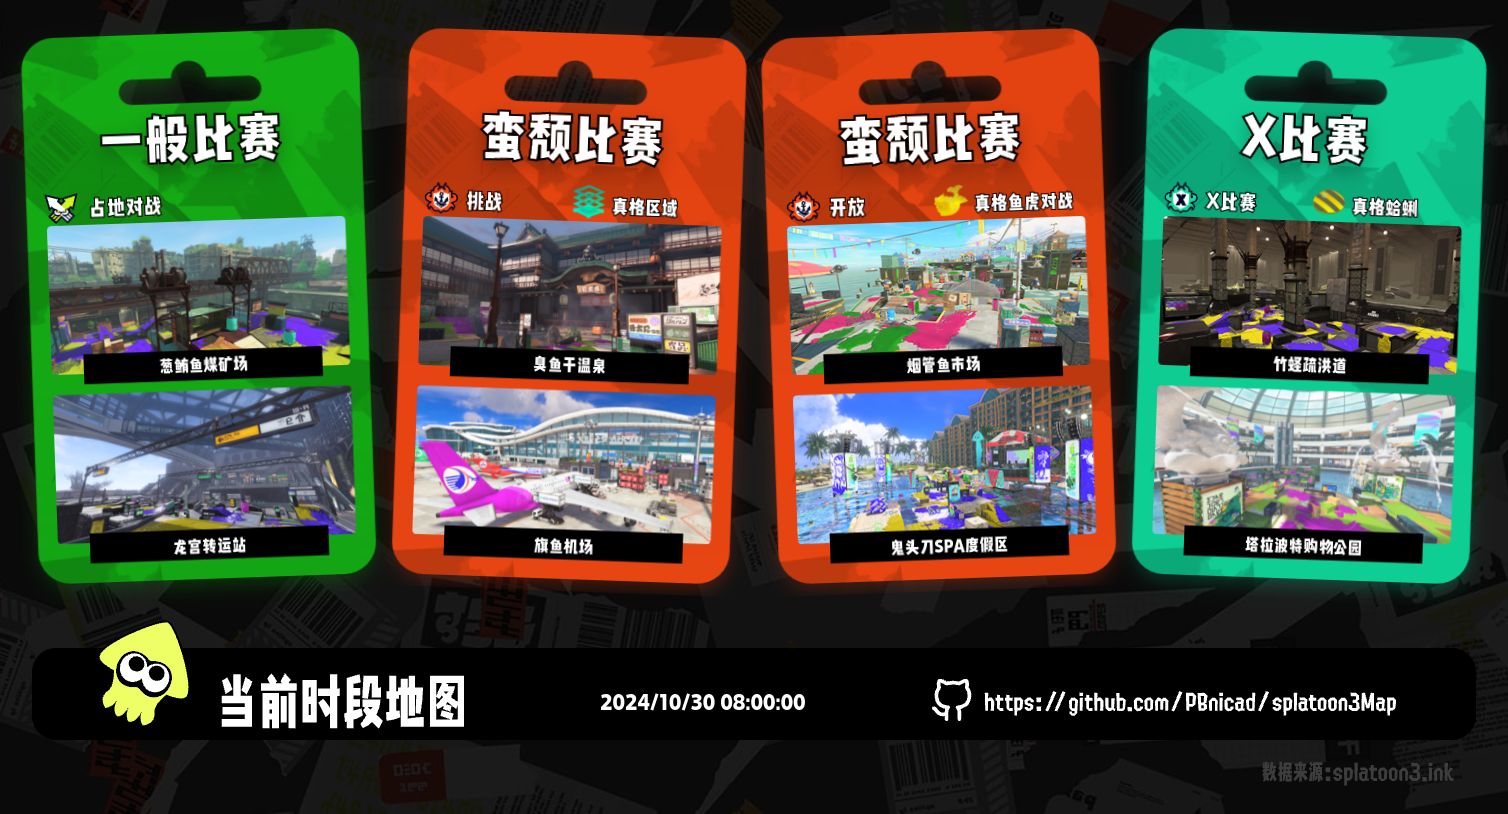 一般比赛
占地对战
葱鲔鱼煤矿场
龙宫转运站
蛮颓比赛
挑战
真格区域
臭鱼干温泉
旗鱼机场
蛮颓比赛
开放
真格鱼虎对战
烟管鱼市场
鬼头刀SPA度假区
X比赛
X比赛
真格蛤蜊
竹蛏疏洪道
塔拉波特购物公园
当前时段地图
2024/10/30 08:00:00
https://github.com/PBnicad/splatoon3Map
数据来源:splatoon3.ink